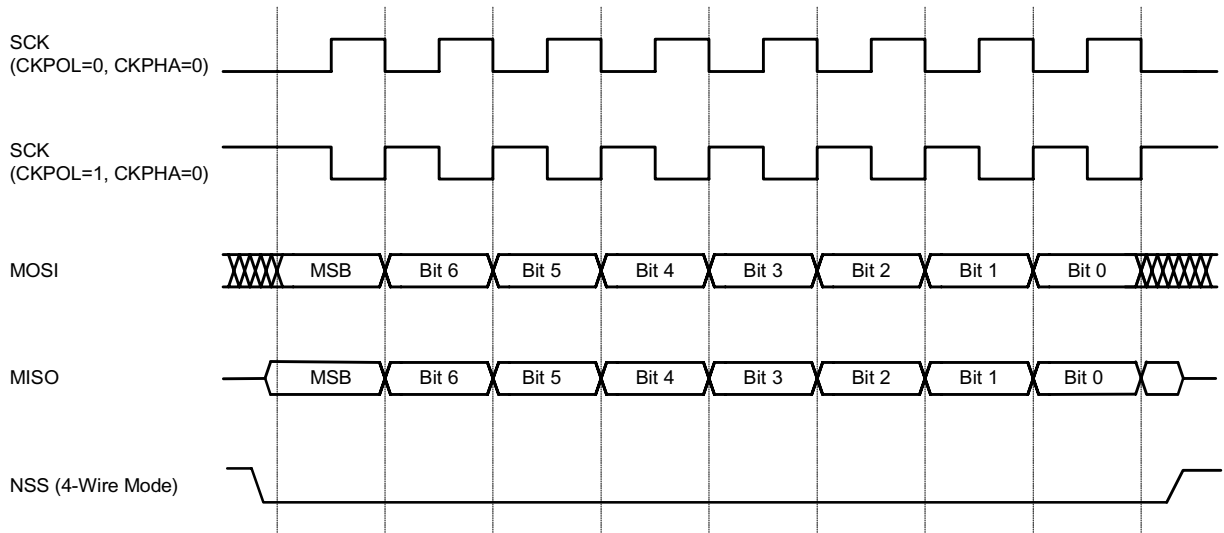 SCK
(CKPOL=0, CKPHA=0)
SCK
(CKPOL=1, CKPHA=0)
MOSI MSB Bit 6 Bit 5 Bit 4 Bit 3 Bit 2 Bit 1 Bit 0
MISO MSB Bit 6 Bit 5 Bit 4 Bit 3 Bit 2 Bit 1 Bit 0
NSS (4-Wire Mode)